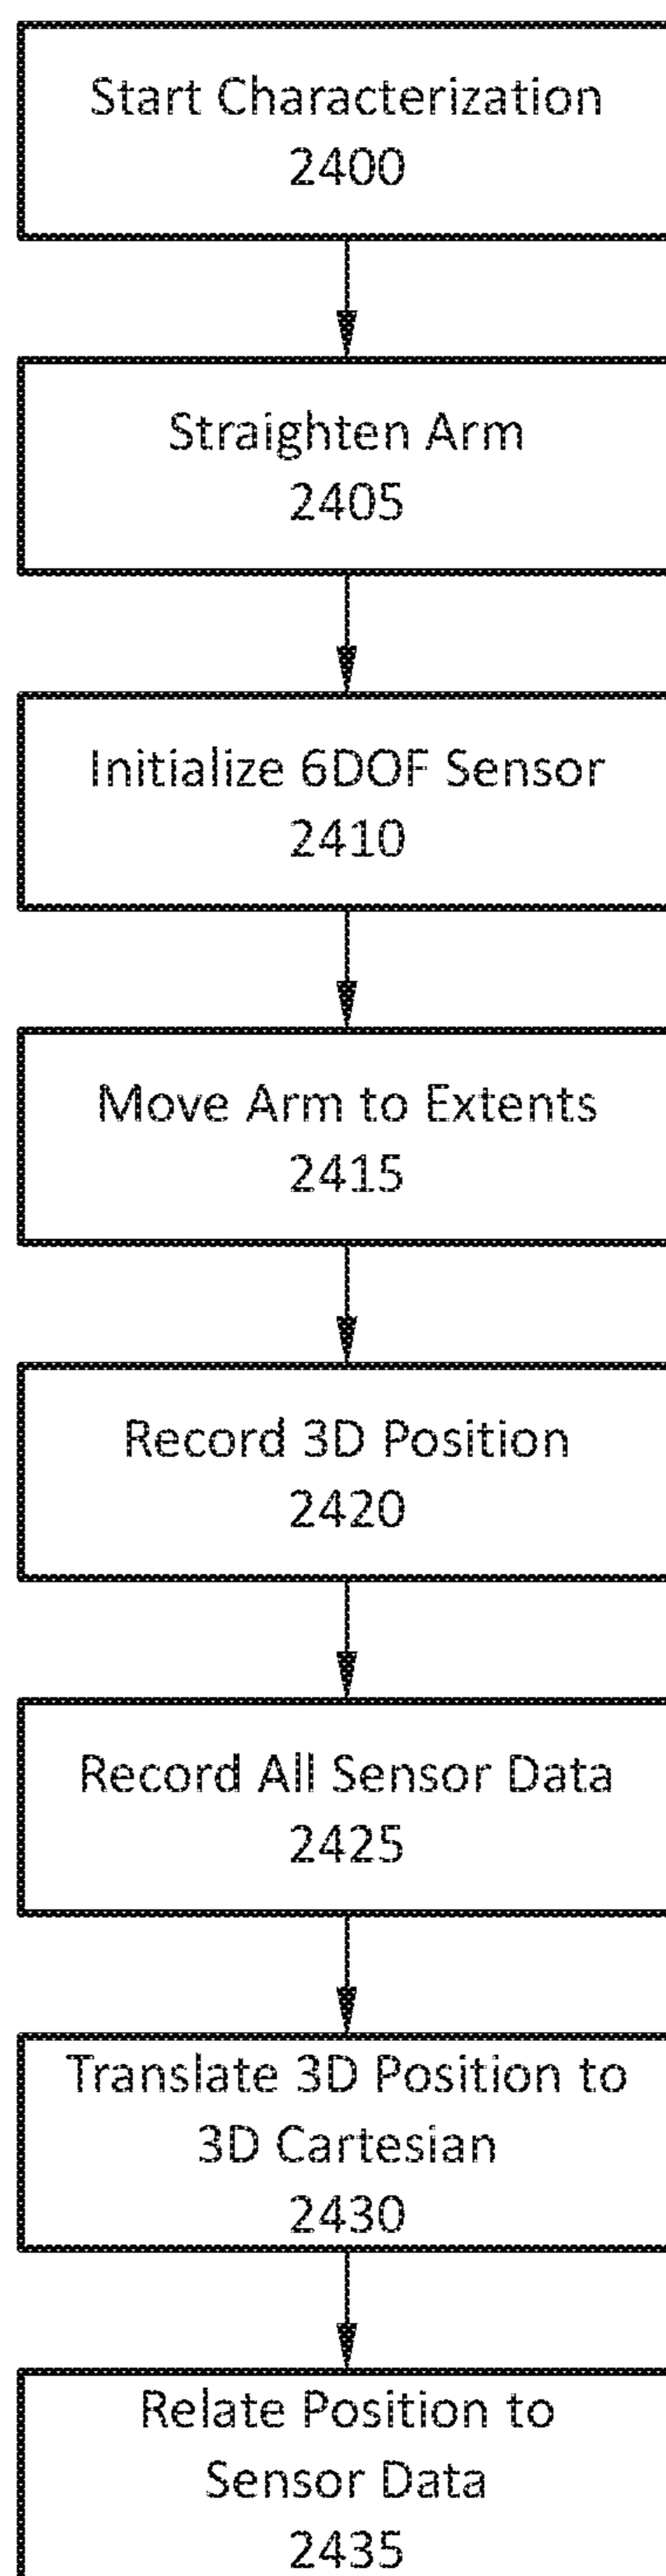 Start Characterization
2400
Straighten Arm
2405
Initialize 6DOF Sensor
2410
Move Arm to Extents
2415
Record 3D Position
2420
Record All Sensor Data
2425
Translate 3D Position to
3D Cartesian
2430
Relate Position to
Sensor Data
2435